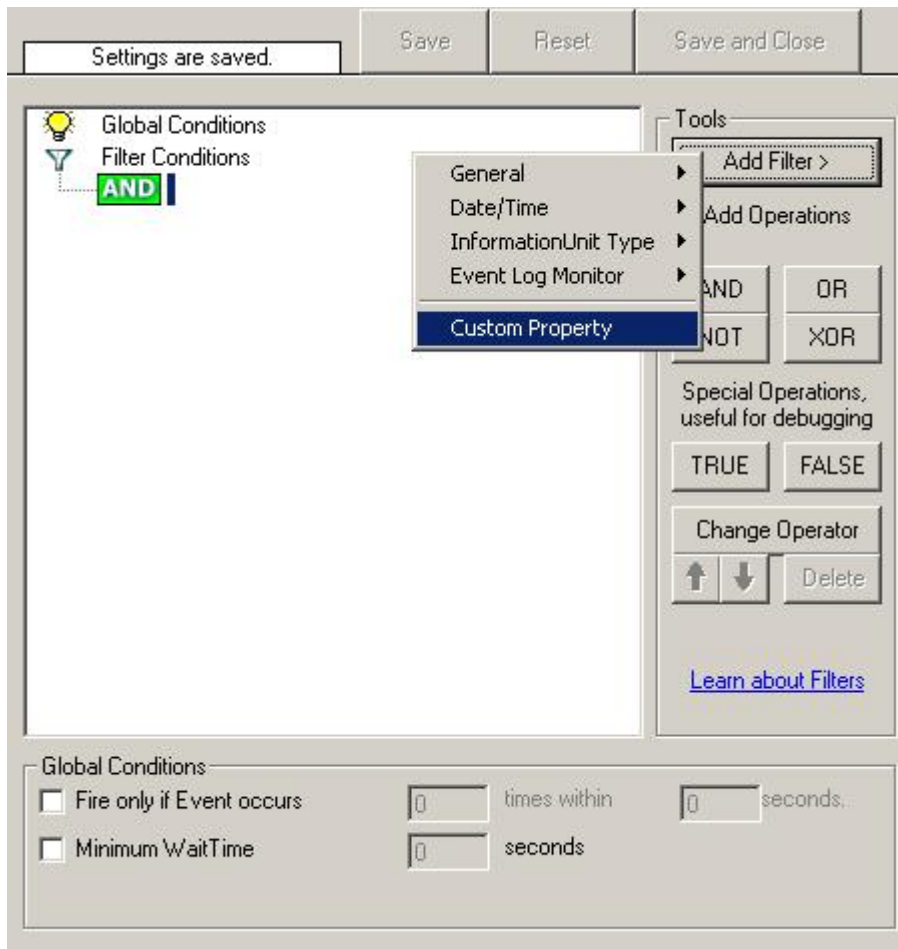 Settings are saved.
Save
Reset
Save and Close
Global Conditions
Filter Conditions
AND
General
Date/Time
InformationUnit Type
Event Log Monitor
Custom Property
Tools
Add Filter >
Add Operations
AND
OR
NOT
XOR
Special Operations,
useful for debugging
TRUE
FALSE
Change Operator
Delete
Learn about Filters
Global Conditions
Fire only if Event occurs
0
times within
0
seconds.
Minimum WaitTime
0
seconds